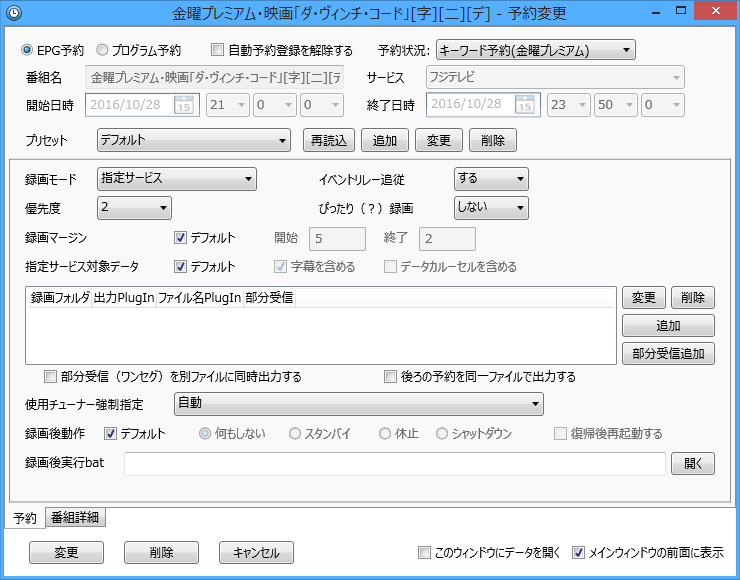 金曜プレミアム・映画「ダ・ヴィンチ・コード」[字][二][デ] - 予約変更
EPG予約 プログラム予約 自動予約登録を解除する 予約状況: キーワード予約(金曜プレミアム)
番組名 金曜プレミアム・映画「ダ・ヴィンチ・コード」[字][二][デ サービス フジテレビ
開始日時 2016/10/28 15 21 0 0 終了日時 2016/10/28 15 23 50 0
プリセット デフォルト 再読込 追加 変更 削除
録画モード 指定サービス イベントリレー追従 する
優先度 2 ぴったり（？）録画 しない
録画マージン デフォルト 開始 5 終了 2
指定サービス対象データ デフォルト 字幕を含める データカルーセルを含める
録画フォルダ 出力PlugIn ファイル名PlugIn 部分受信 変更 削除
追加
部分受信追加
部分受信（ワンセグ）を別ファイルに同時出力する 後ろの予約を同一ファイルで出力する
使用チューナー強制指定 自動
録画後動作 デフォルト 何もしない スタンバイ 休止 シャットダウン 復帰後再起動する
録画後実行bat 開く
予約 番組詳細
変更 削除 キャンセル このウィンドウにデータを開く メインウィンドウの前面に表示